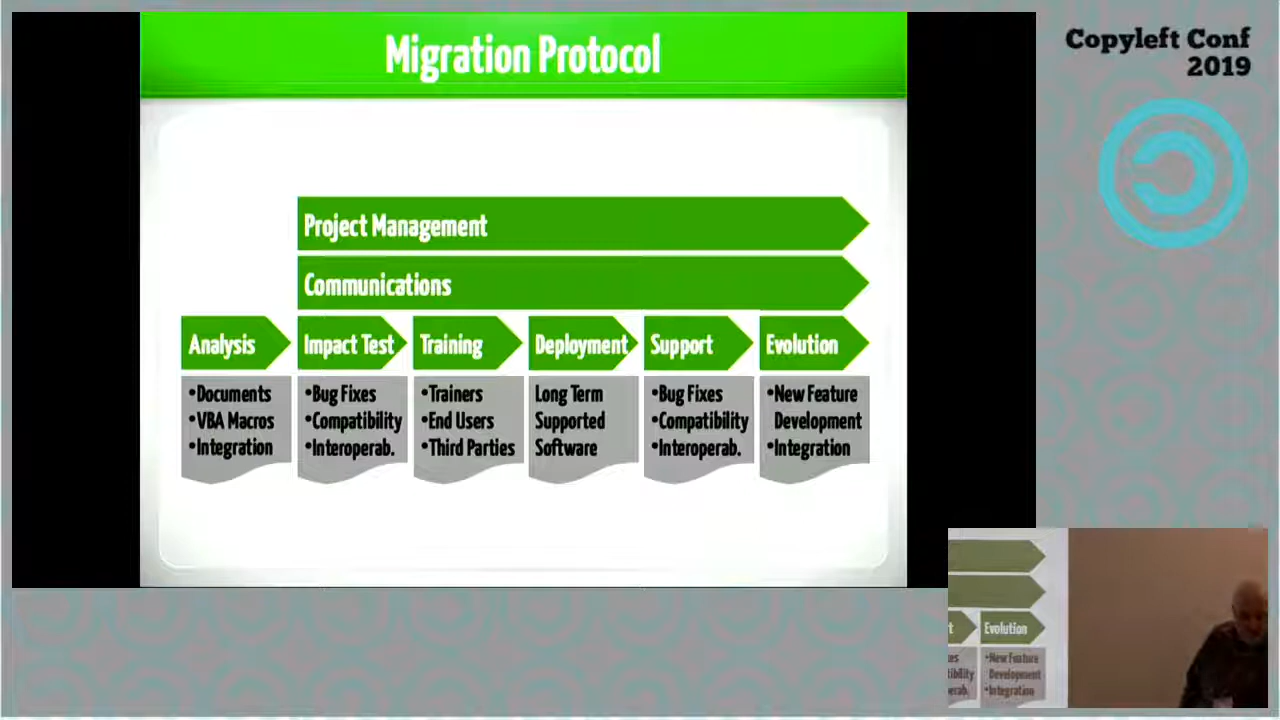 Migration Protocol
Copyleft Conf
2019
Project Management
Communications
Analysis
•Documents
•VBA Macros
•Integration
Impact Test
•Bug Fixes
•Compatibility
•Interoperab.
Training
•Trainers
•End Users
•Third Parties
Deployment
Long Term
Supported
Software
Support
•Bug Fixes
•Compatibility
•Interoperab.
Evolution
•New Feature
Development
•Integration
Evolution
•New Feature
Development
•Integration